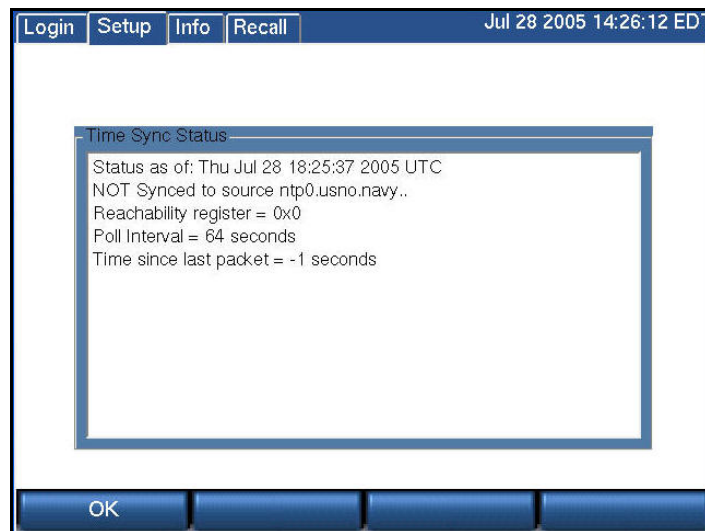 Login Setup Info Recall Jul 28 2005 14:26:12 EDT
Time Sync Status
Status as of: Thu Jul 28 18:25:37 2005 UTC
NOT Synced to source ntp0.usno.navy..
Reachability register = 0x0
Poll Interval = 64 seconds
Time since last packet = -1 seconds
OK